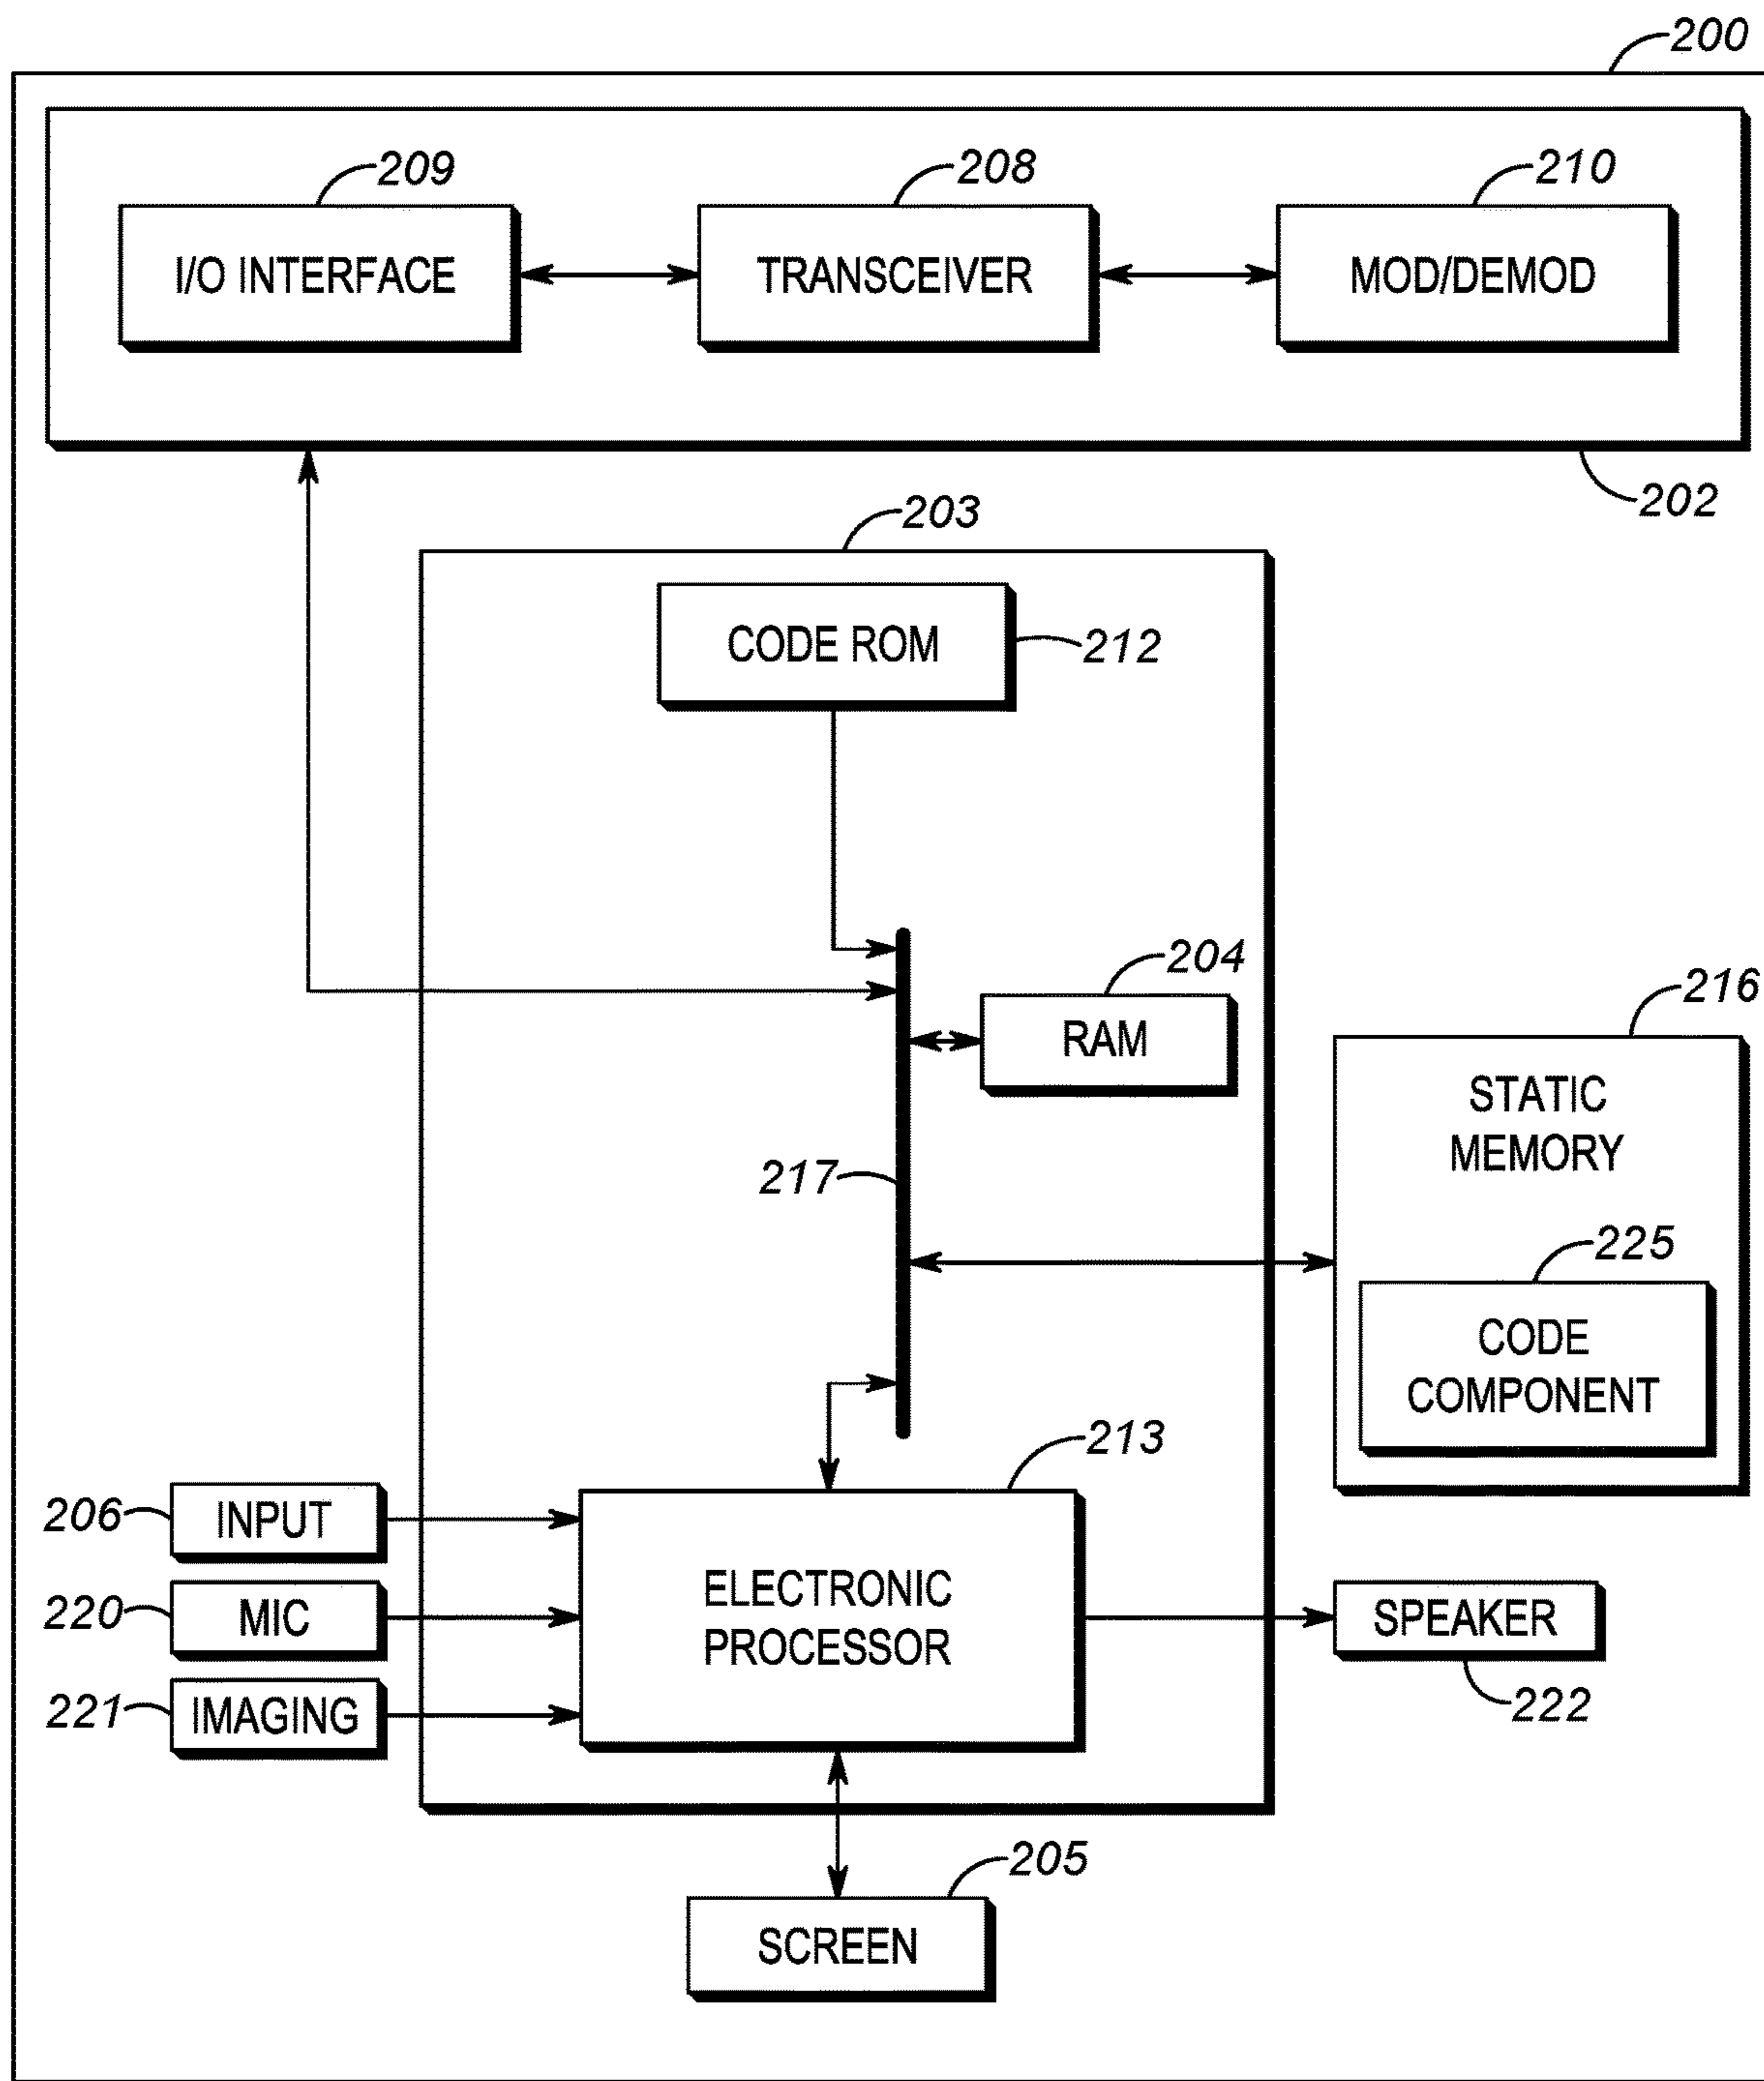 200
209
208
210
I/O INTERFACE
TRANSCEIVER
MOD/DEMOD
202
203
CODE ROM
212
204
RAM
216
STATIC
MEMORY
217
225
CODE
COMPONENT
213
206
INPUT
220
MIC
221
IMAGING
ELECTRONIC
PROCESSOR
SPEAKER
222
205
SCREEN